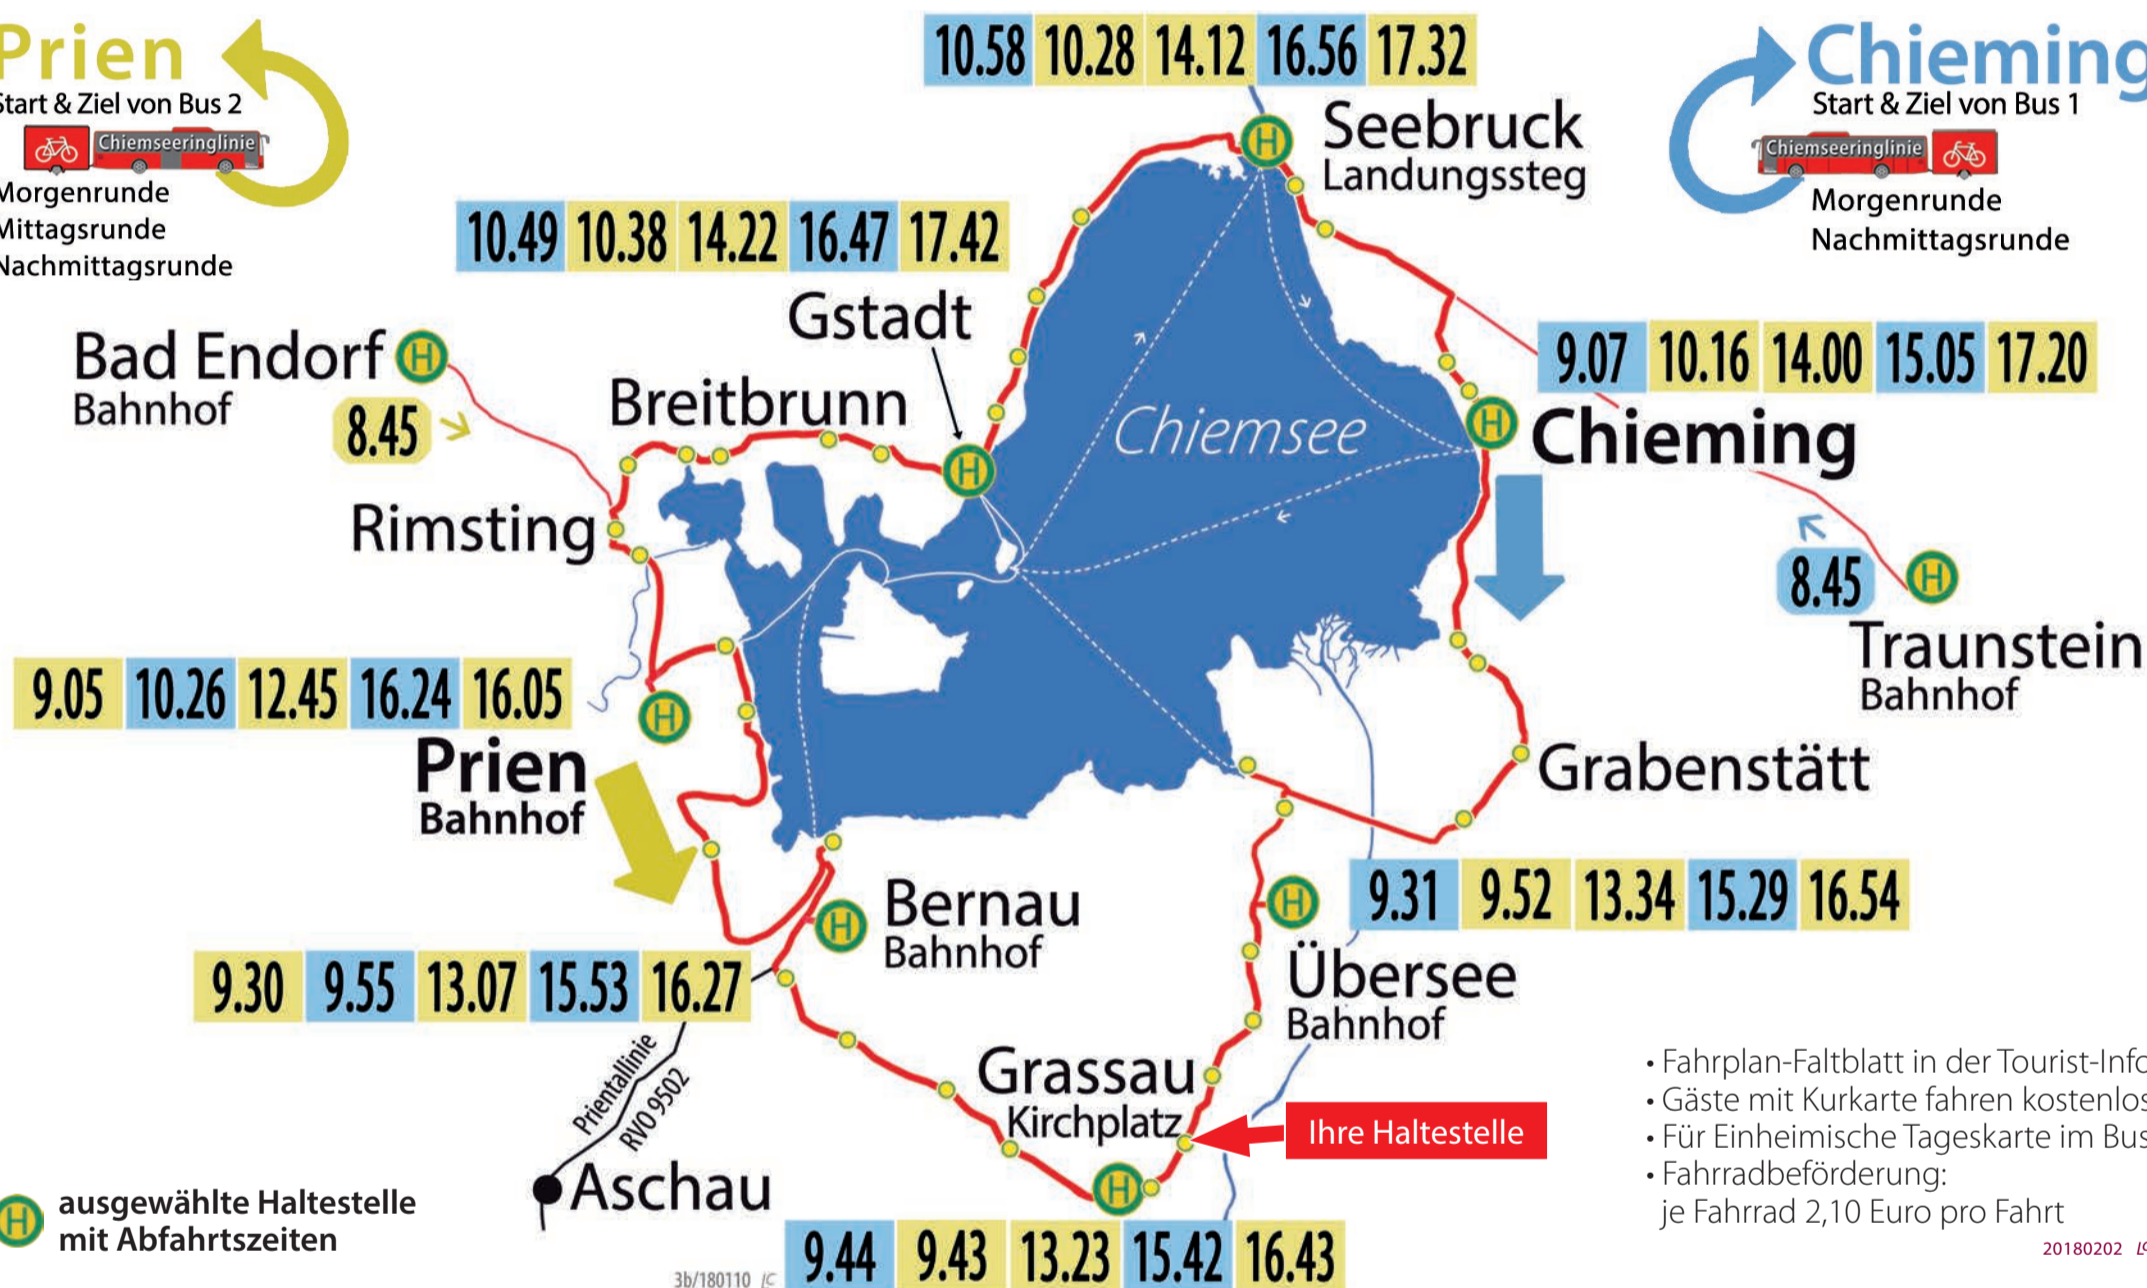 Prien
Start & Ziel von Bus 2
Chiemseeringlinie
Morgenrunde
Mittagsrunde
Nachmittagsrunde
10.58 10.28 14.12 16.56 17.32
Seebruck
Landungssteg
Chieming
Start & Ziel von Bus 1
Chiemseeringlinie
Morgenrunde
Nachmittagsrunde
10.49 10.38 14.22 16.47 17.42
Gstadt
Bad Endorf H
Bahnhof
8.45
Breitbrunn
H
H
Chiemsee
9.07 10.16 14.00 15.05 17.20
H
Chieming
Rimsting
8.45
H
Traunstein
Bahnhof
9.05 10.26 12.45 16.24 16.05
H
Prien
Bahnhof
Grabenstätt
H
Bernau
Bahnhof
9.30 9.55 13.07 15.53 16.27
9.31 9.52 13.34 15.29 16.54
H
Übersee
Bahnhof
Prientallinie
RVO 9502
Aschau
Grassau
Kirchplatz
Ihre Haltestelle
H
9.44 9.43 13.23 15.42 16.43
• Fahrplan-Faltblatt in der Tourist-Info
• Gäste mit Kurkarte fahren kostenlos
• Für Einheimische Tageskarte im Bus
• Fahrradbeförderung:
je Fahrrad 2,10 Euro pro Fahrt
H
ausgewählte Haltestelle
mit Abfahrtszeiten
3b/180110
20180202